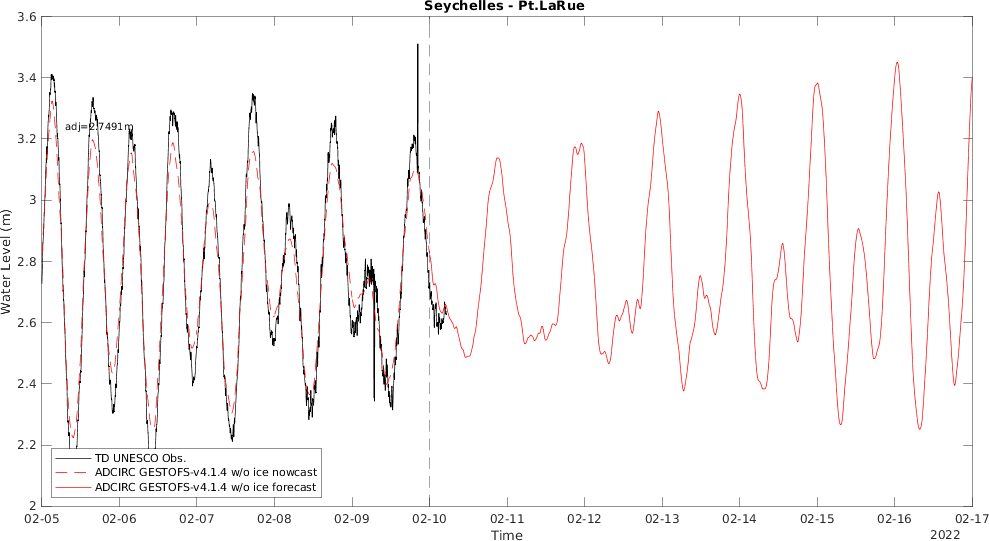 Seychelles - Pt.LaRue
3.6
3.4
3.2
3
2.8
2.6
2.4
2.2
2
Water Level (m)
adj=2.7491m
TD UNESCO Obs.
ADCIRC GESTOFS-v4.1.4 w/o ice nowcast
ADCIRC GESTOFS-v4.1.4 w/o ice forecast
02-05 02-06 02-07 02-08 02-09 02-10 02-11 02-12 02-13 02-14 02-15 02-16 02-17
Time
2022